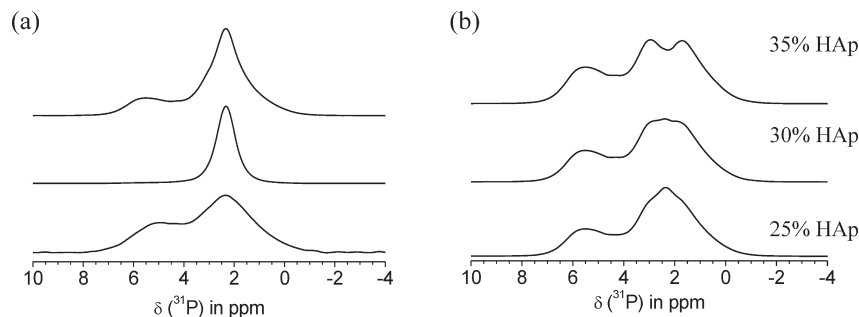 (a)
10 8 6 4 2 0 -2 -4
δ (³¹P) in ppm
(b)
35% HAp
30% HAp
25% HAp
10 8 6 4 2 0 -2 -4
δ (³¹P) in ppm